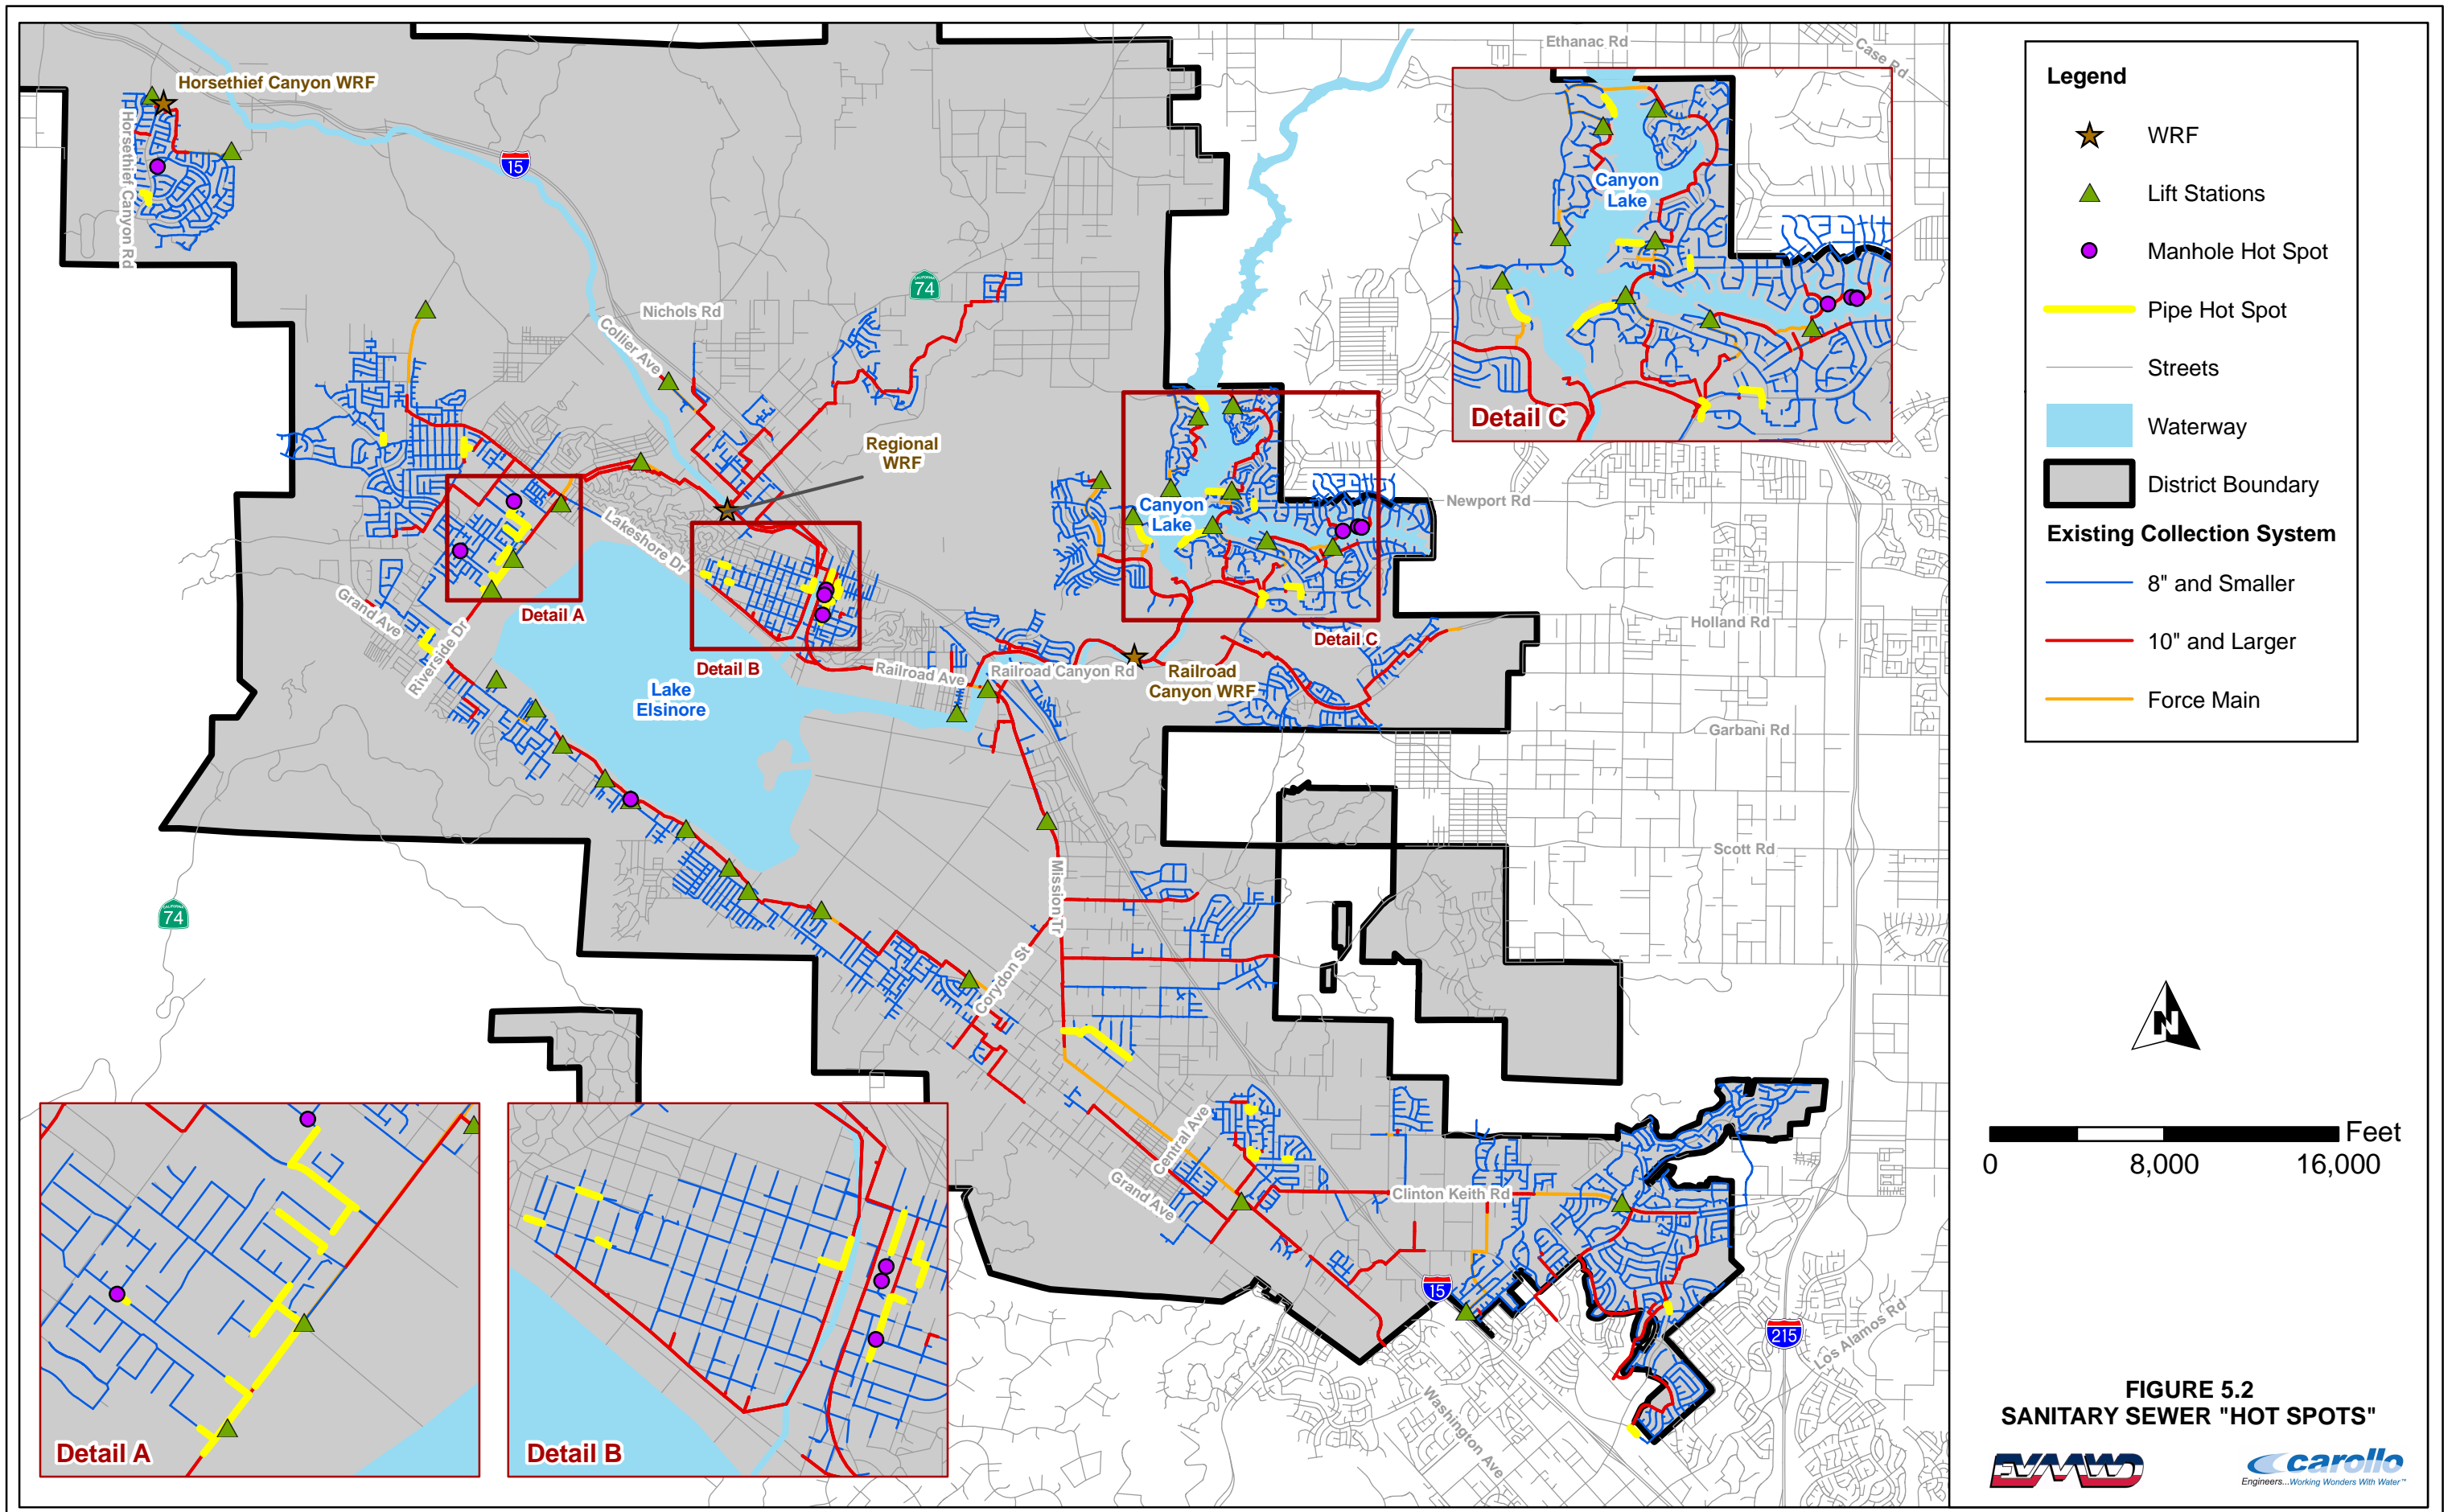 Ethanac Rd
Case Rd
Horsethief Canyon WRF
Horsethief Canyon Rd
15
CALIFORNIA
74
Nichols Rd
Collier Ave
Canyon
Lake
Detail C
Regional
WRF
Newport Rd
Canyon
Lake
Lakeshore Dr
Grand Ave
Detail A
Riverside Dr
Detail B
Detail C
Holland Rd
Railroad Ave
Railroad Canyon Rd
Railroad
Canyon WRF
Lake
Elsinore
Garbani Rd
Scott Rd
Mission Tr
CALIFORNIA
74
Corydon St
Central Ave
Grand Ave
Clinton Keith Rd
15
215
Los Alamos Rd
Washington Ave
Detail A
Detail B
Legend
WRF
Lift Stations
Manhole Hot Spot
Pipe Hot Spot
Streets
Waterway
District Boundary
Existing Collection System
8" and Smaller
10" and Larger
Force Main
N
Feet
0 8,000 16,000
FIGURE 5.2
SANITARY SEWER "HOT SPOTS"
EVMWD
carollo
Engineers...Working Wonders With Water™